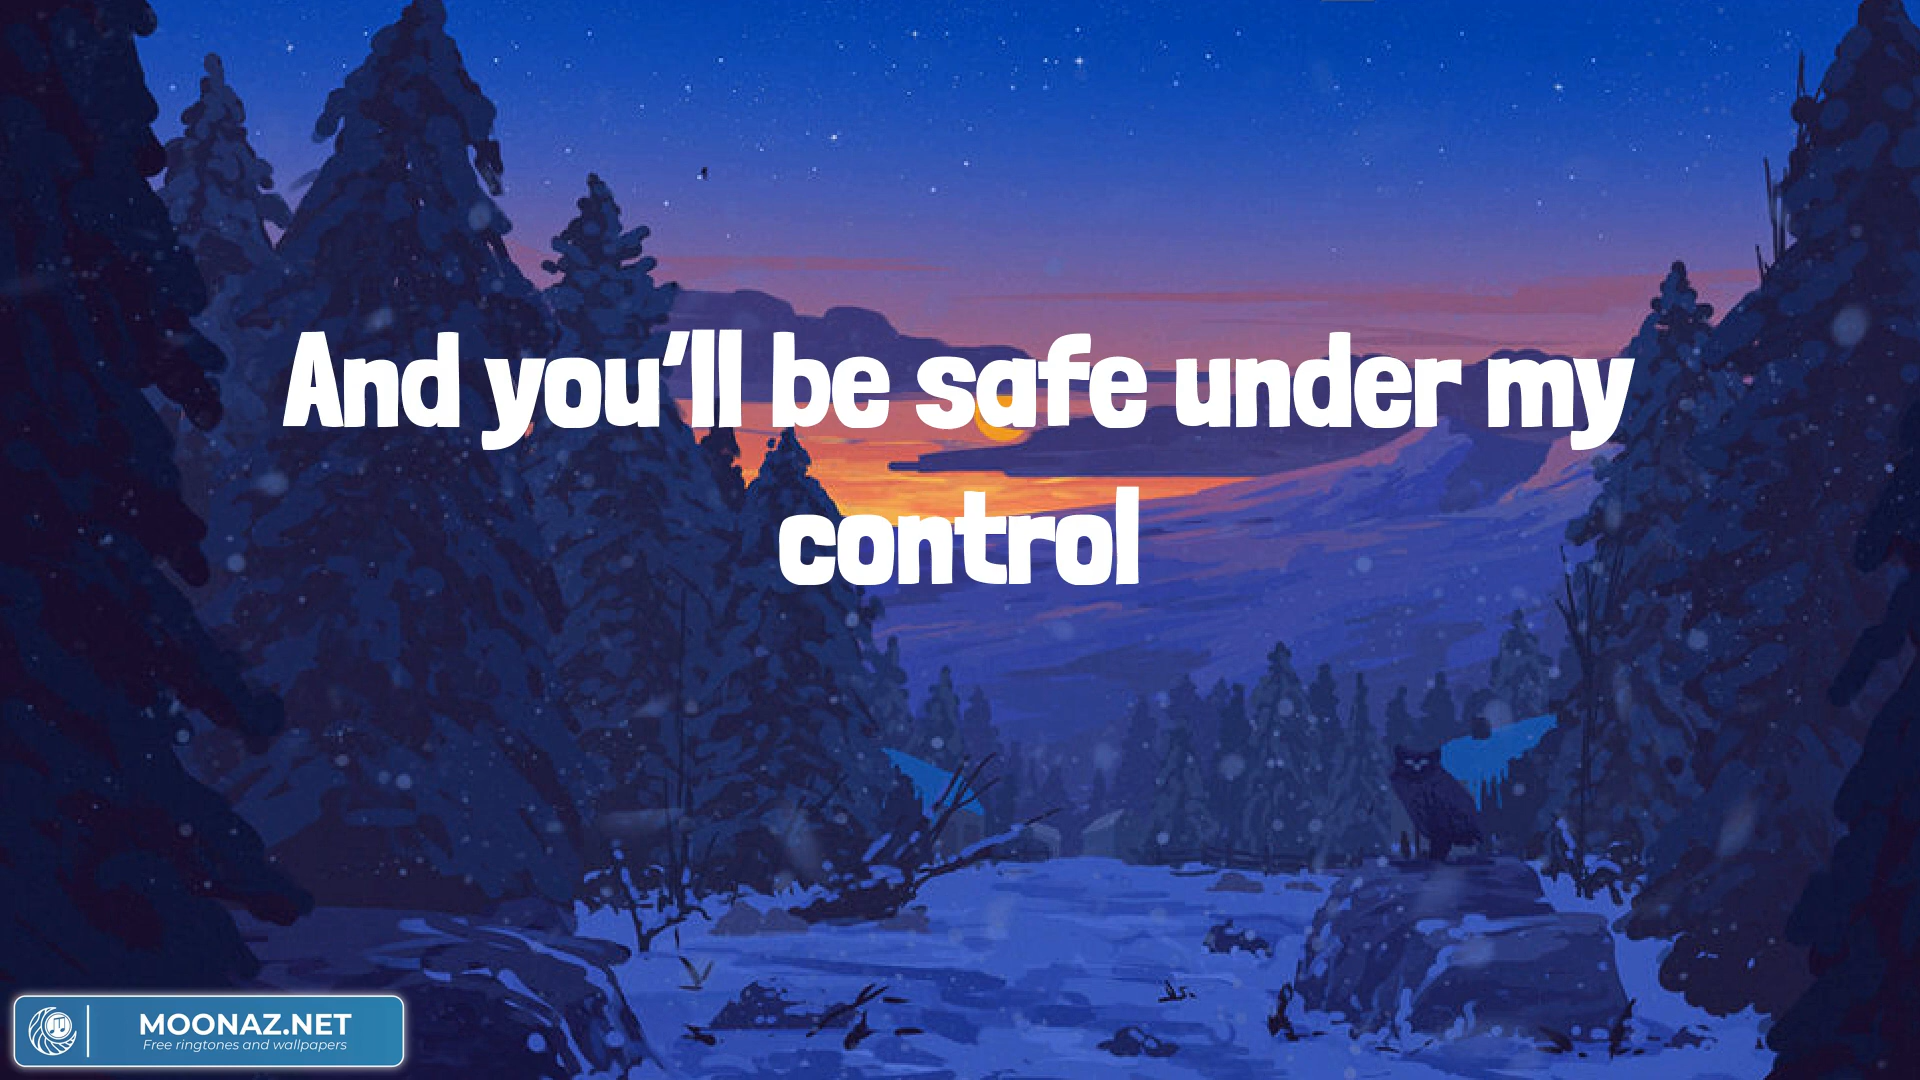 And you'll be safe under my
control
MOONAZ.NET
Free ringtones and wallpapers